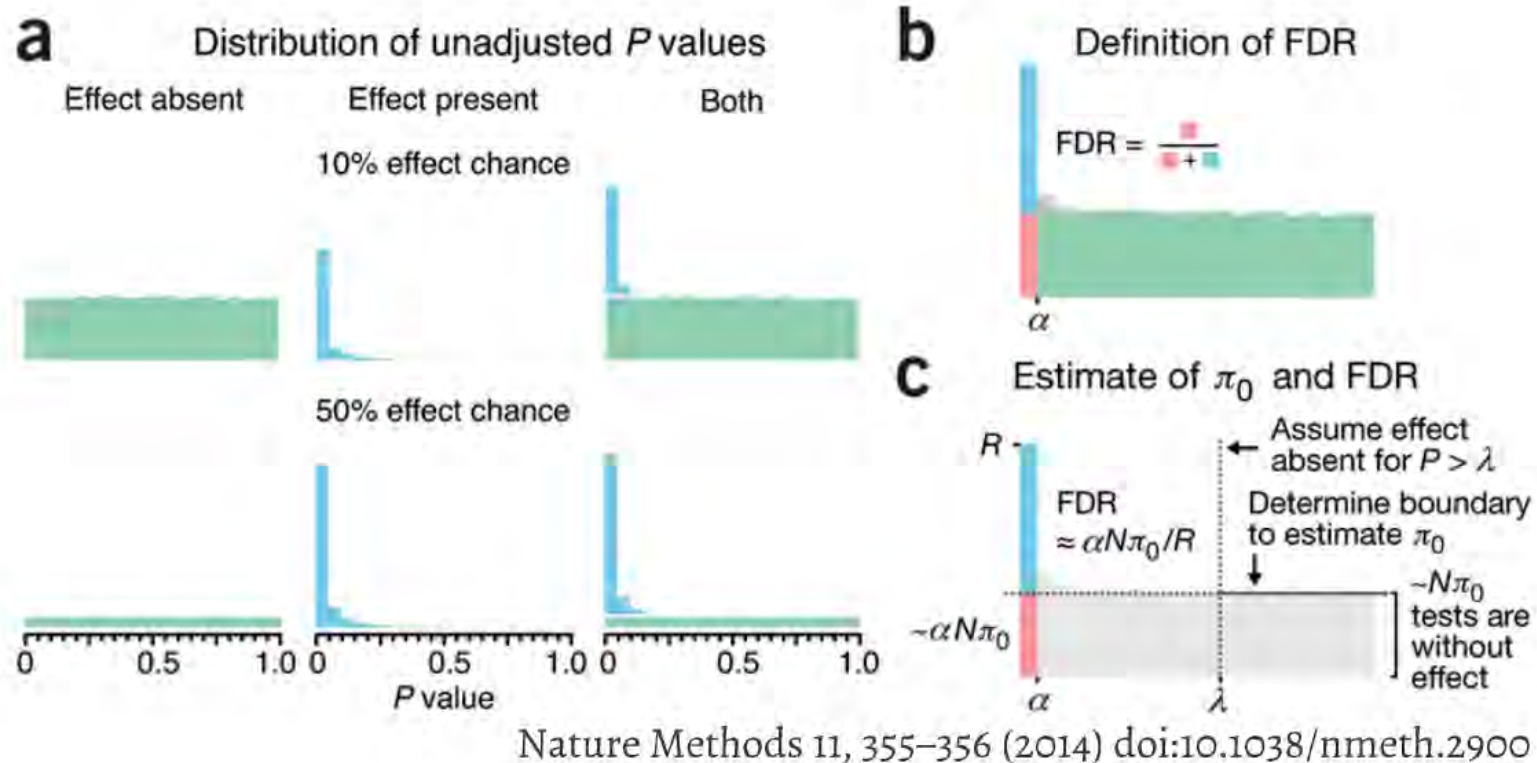 a
Distribution of unadjusted P values
Effect absent
Effect present
Both
10% effect chance
50% effect chance
0 0.5 1.0
0 0.5 1.0
0 0.5 1.0
P value
b
Definition of FDR
FDR =
+
α
c
Estimate of π0 and FDR
R
Assume effect
absent for P > λ
FDR
≈ αNπ0/R
Determine boundary
to estimate π0
~αNπ0
~Nπ0
tests are
without
effect
α
λ
Nature Methods 11, 355–356 (2014) doi:10.1038/nmeth.2900